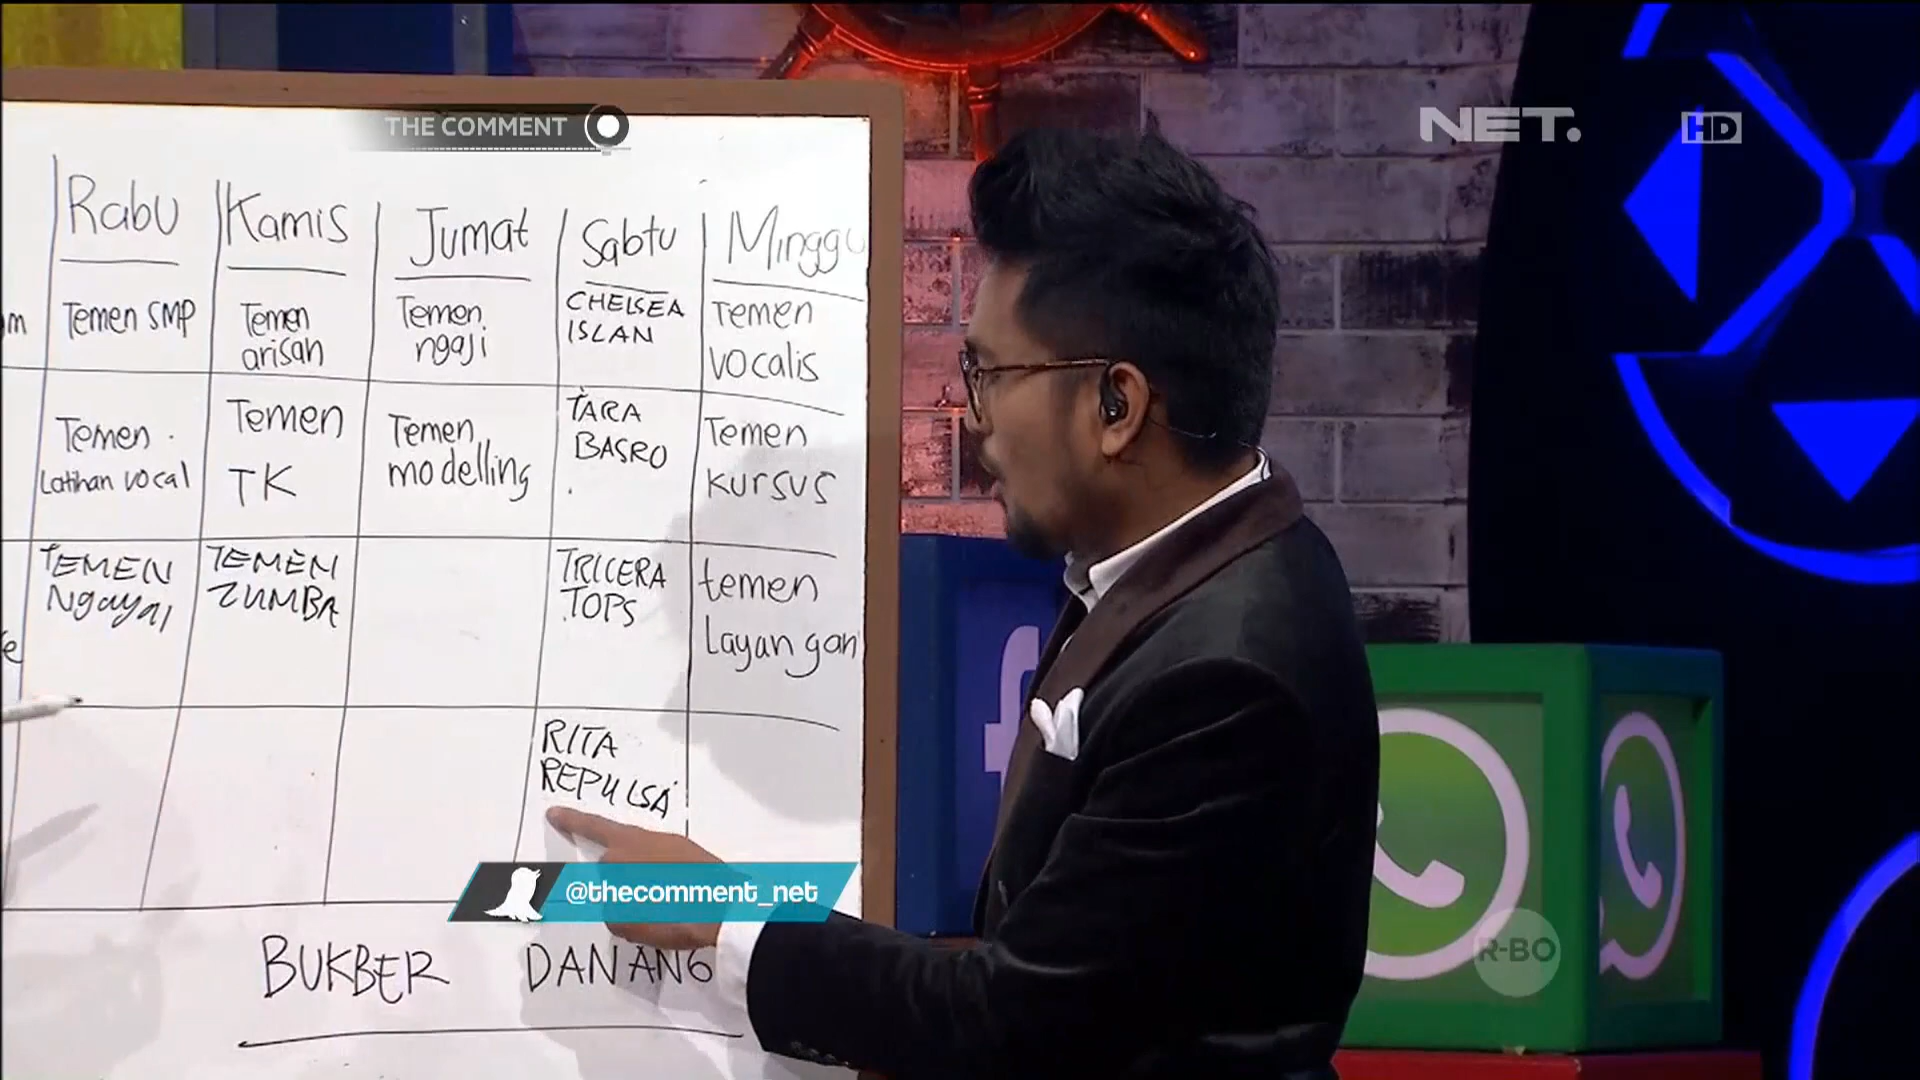 THE COMMENT
NET.
HD
Rabu
Kamis
Jumat
Sabtu
Minggu
Temen SMP
Temen
arisan
Temen
ngaji
CHELSEA
ISLAN
Temen
vocalis
Temen
Latihan vocal
Temen
TK
Temen
modelling
TARA
BASRO
Temen
Kursus
TEMEN
TEMEN
ZUMBA
TRICERA
TOPS
temen
Layangan
RITA
REPULSA
@thecomment_net
BUKBER DANANG
f
R-BO